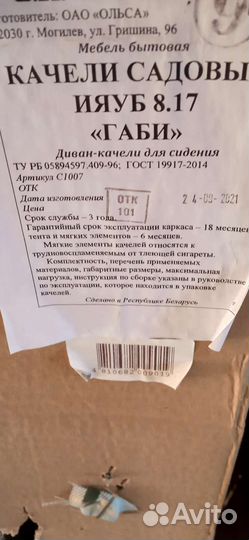 готовитель: ОАО «ОЛЬСА»
2030 г. Могилев, ул. Гришина, 96
Мебель бытовая
КАЧЕЛИ САДОВЫ
ИЯУБ 8.17
«ГАБИ»
Диван-качели для сидения
ТУ РБ 05894597.409-96; ГОСТ 19917-2014
Артикул С1007
ОТК
Дата изготовления
ОТК
101
24-09-2021
Цена
Срок службы – 3 года.
Гарантийный срок эксплуатации каркаса – 18 месяцев
тента и мягких элементов – 6 месяцев.
Мягкие элементы качелей относятся к
трудновоспламеняемым от тлеющей сигареты.
Комплектность, перечень применяемых
материалов, габаритные размеры, максимальная
нагрузка, инструкция по сборке указаны в руководстве
по эксплуатации, которое находится в упаковке
качелей.
Сделано в Республике Беларусь
4 810682 009019
Avito